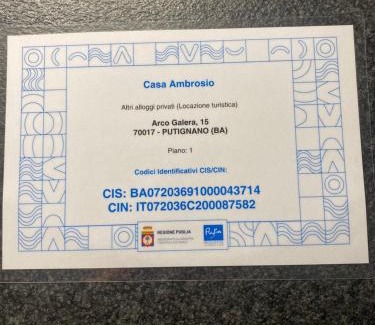 Casa Ambrosio
Altri alloggi privati (Locazione turistica)
Arco Galera, 15
70017 - PUTIGNANO (BA)
Piano: 1
Codici Identificativi CIS/CIN:
CIS: BA07203691000043714
CIN: IT072036C200087582
REGIONE PUGLIA